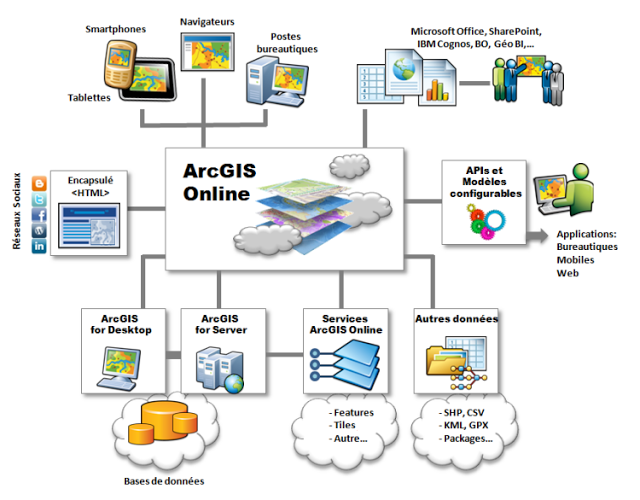 Smartphones
Navigateurs
Postes
bureautiques
Tablettes
Microsoft Office, SharePoint,
IBM Cognos, BO, Géo BI,...
Réseaux Sociaux
Encapsulé
<HTML>
ArcGIS
Online
APIs et
Modèles
configurables
Applications:
Bureautiques
Mobiles
Web
ArcGIS
for Desktop
ArcGIS
for Server
Services
ArcGIS Online
Autres données
- Features
- Tiles
- Autre...
- SHP, CSV
- KML, GPX
- Packages...
Bases de données